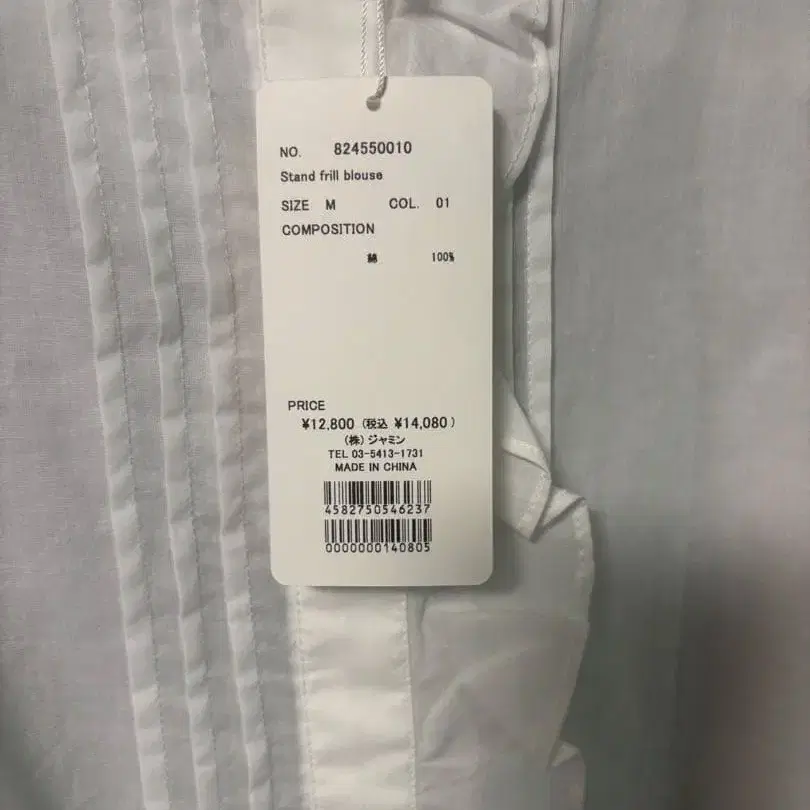 NO. 824550010
Stand frill blouse
SIZE M COL. 01
COMPOSITION
綿 100%
PRICE
¥12,800 (税込 ¥14,080)
(株)ジャミン
TEL 03-5413-1731
MADE IN CHINA
4582750546237
0000000140805